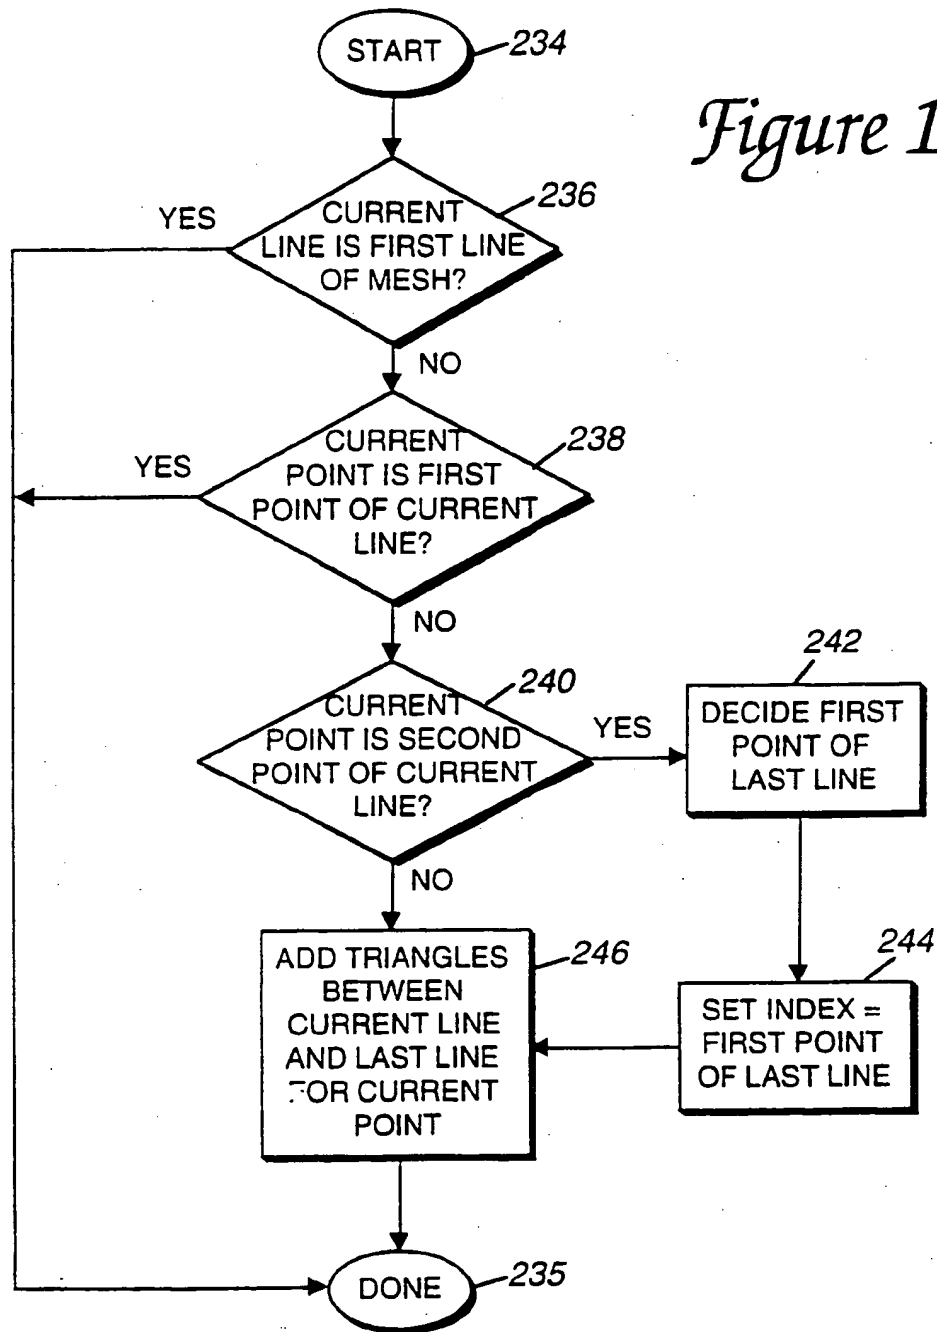 START
234
Figure 1
CURRENT
LINE IS FIRST LINE
OF MESH?
236
YES
NO
CURRENT
POINT IS FIRST
POINT OF CURRENT
LINE?
238
YES
NO
CURRENT
POINT IS SECOND
POINT OF CURRENT
LINE?
240
YES
242
DECIDE FIRST
POINT OF
LAST LINE
NO
ADD TRIANGLES
BETWEEN
CURRENT LINE
AND LAST LINE
FOR CURRENT
POINT
246
244
SET INDEX =
FIRST POINT
OF LAST LINE
DONE
235